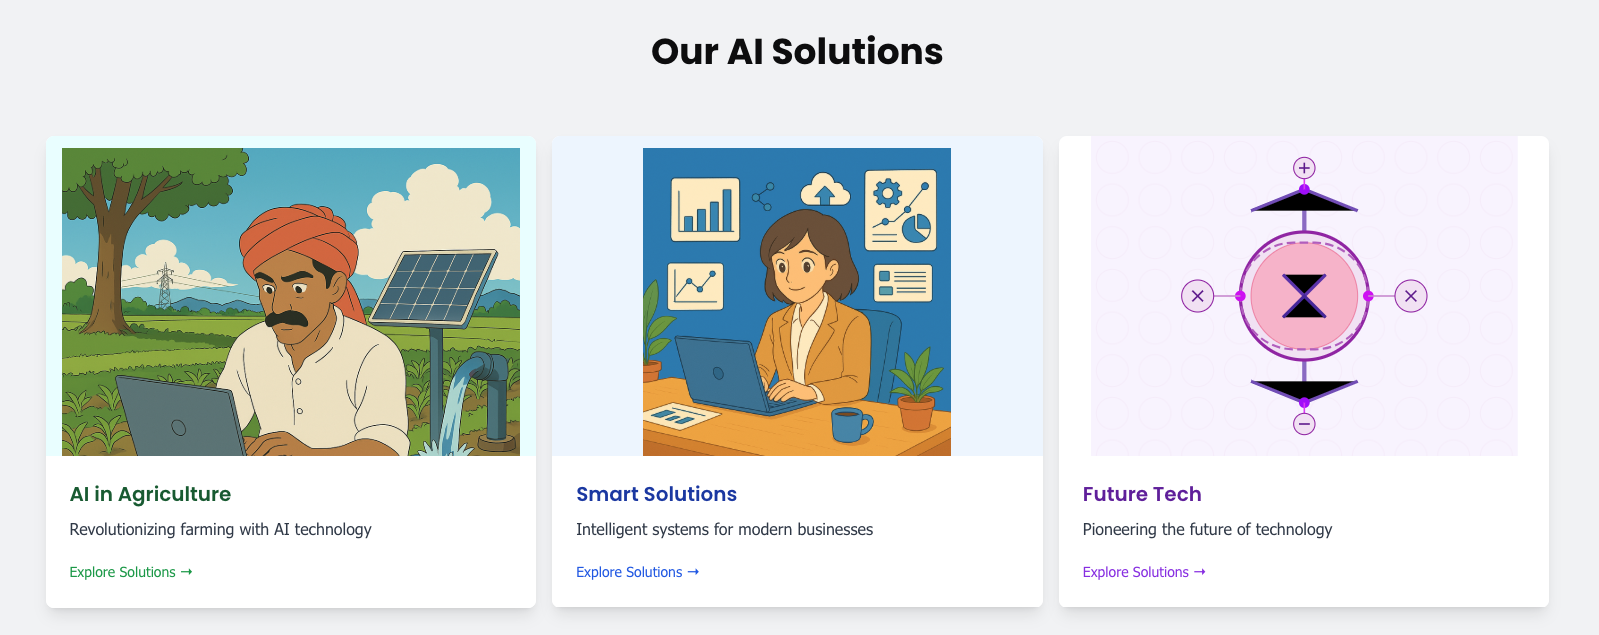 Our AI Solutions
AI in Agriculture
Revolutionizing farming with AI technology
Explore Solutions →
Smart Solutions
Intelligent systems for modern businesses
Explore Solutions →
Future Tech
Pioneering the future of technology
Explore Solutions →